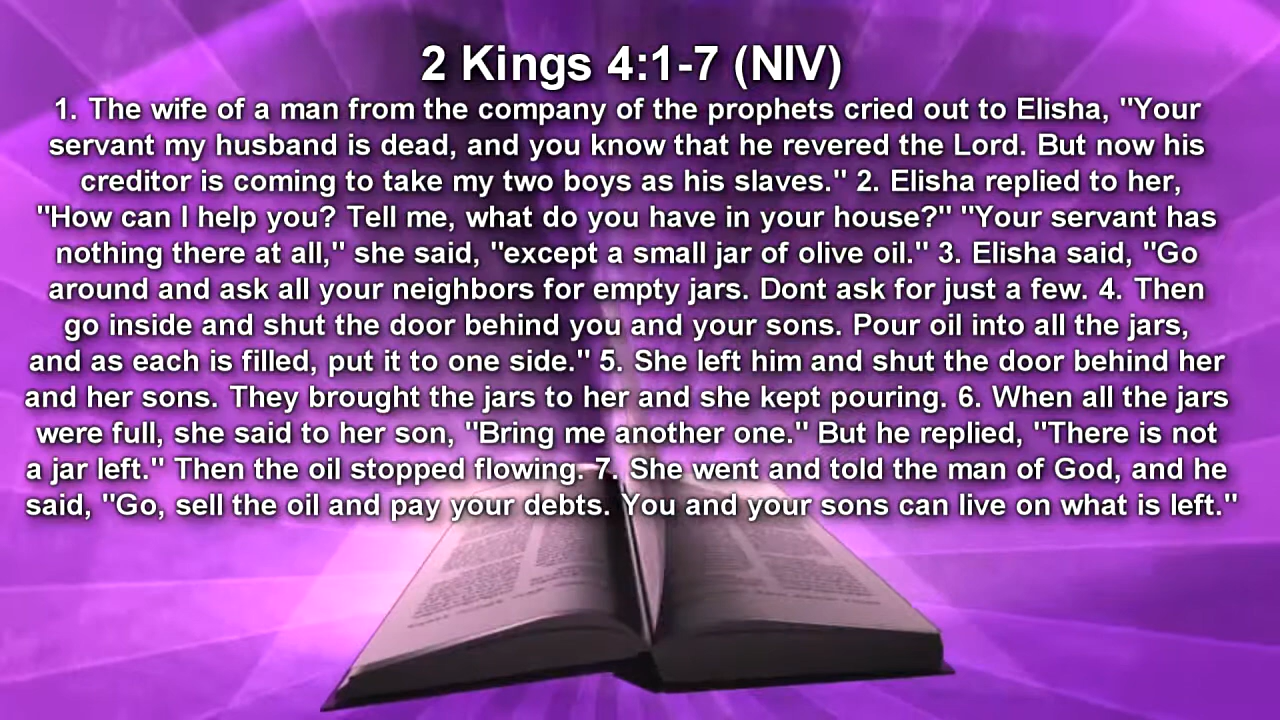 2 Kings 4:1-7 (NIV)
1. The wife of a man from the company of the prophets cried out to Elisha, "Your
servant my husband is dead, and you know that he revered the Lord. But now his
creditor is coming to take my two boys as his slaves." 2. Elisha replied to her,
"How can I help you? Tell me, what do you have in your house?" "Your servant has
nothing there at all," she said, "except a small jar of olive oil." 3. Elisha said, "Go
around and ask all your neighbors for empty jars. Dont ask for just a few. 4. Then
go inside and shut the door behind you and your sons. Pour oil into all the jars,
and as each is filled, put it to one side." 5. She left him and shut the door behind her
and her sons. They brought the jars to her and she kept pouring. 6. When all the jars
were full, she said to her son, "Bring me another one." But he replied, "There is not
a jar left." Then the oil stopped flowing. 7. She went and told the man of God, and he
said, "Go, sell the oil and pay your debts. You and your sons can live on what is left."